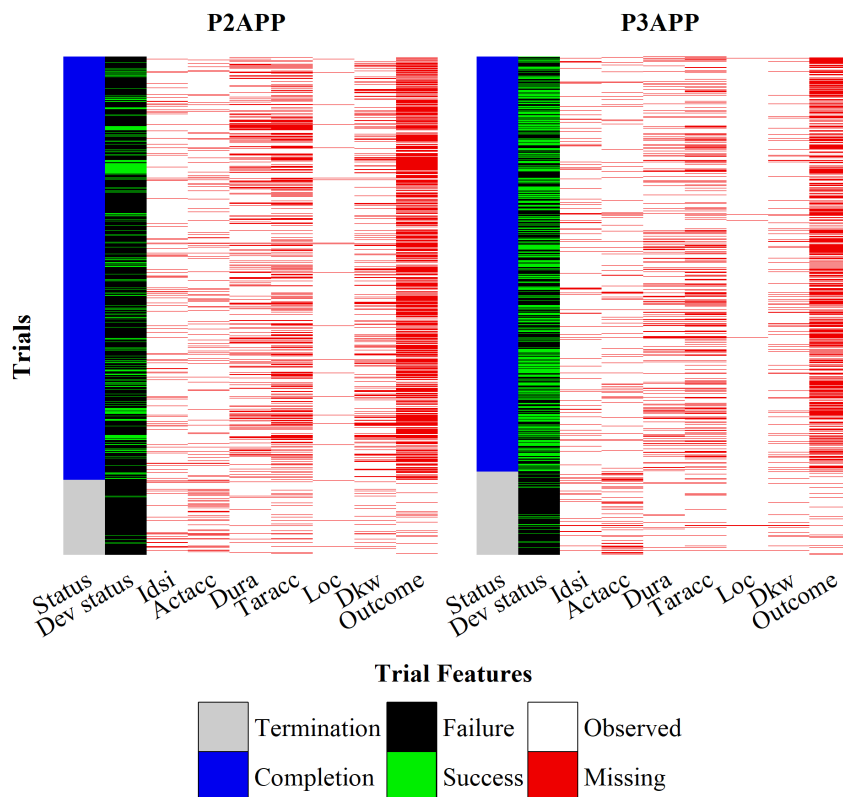 P2APP
P3APP
Trials
Status
Dev status
Idsi
Actacc
Dura
Taracc
Loc
Dkw
Outcome
Status
Dev status
Idsi
Actacc
Dura
Taracc
Loc
Dkw
Outcome
Trial Features
Termination
Failure
Observed
Completion
Success
Missing